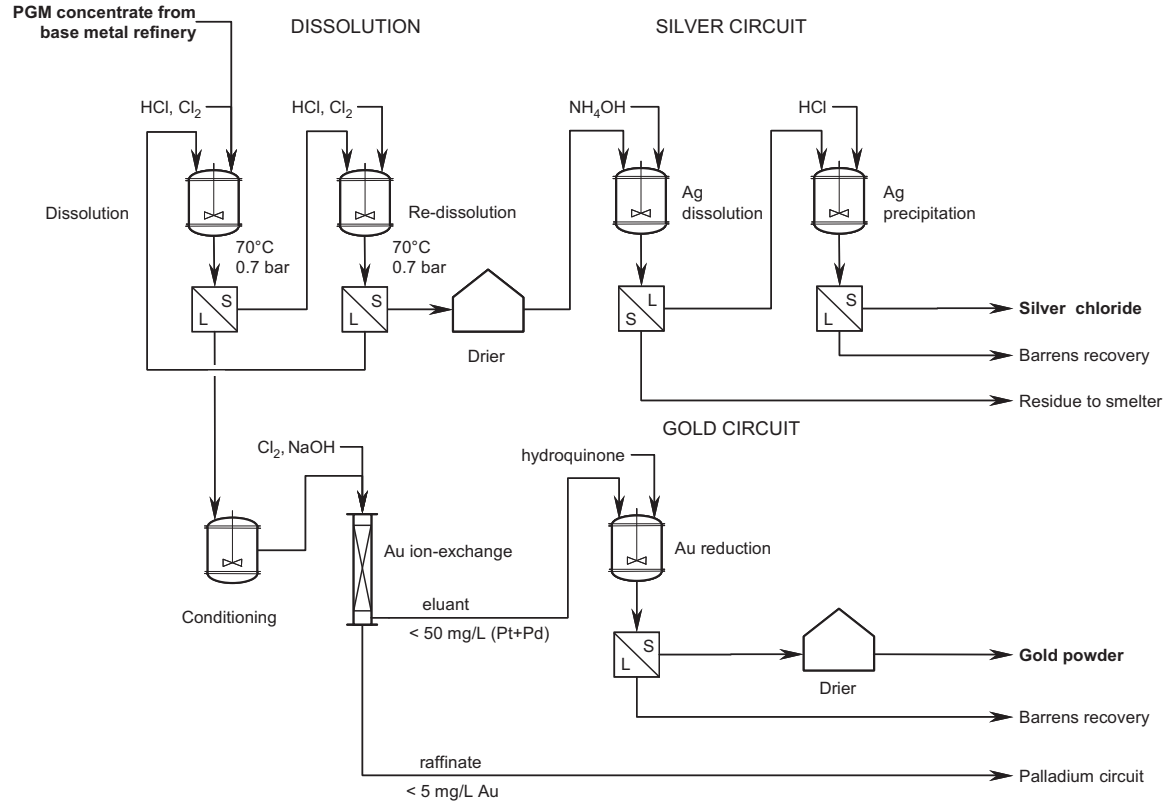 PGM concentrate from
base metal refinery
DISSOLUTION
SILVER CIRCUIT
HCl, Cl₂
HCl, Cl₂
NH₄OH
HCl
Dissolution
Re-dissolution
Ag
dissolution
Ag
precipitation
70°C
0.7 bar
70°C
0.7 bar
S
L
S
L
L
S
S
L
Drier
Silver chloride
Barrens recovery
Residue to smelter
GOLD CIRCUIT
Cl₂, NaOH
hydroquinone
Au ion-exchange
Au reduction
Conditioning
eluant
< 50 mg/L (Pt+Pd)
S
L
Drier
Gold powder
Barrens recovery
raffinate
< 5 mg/L Au
Palladium circuit